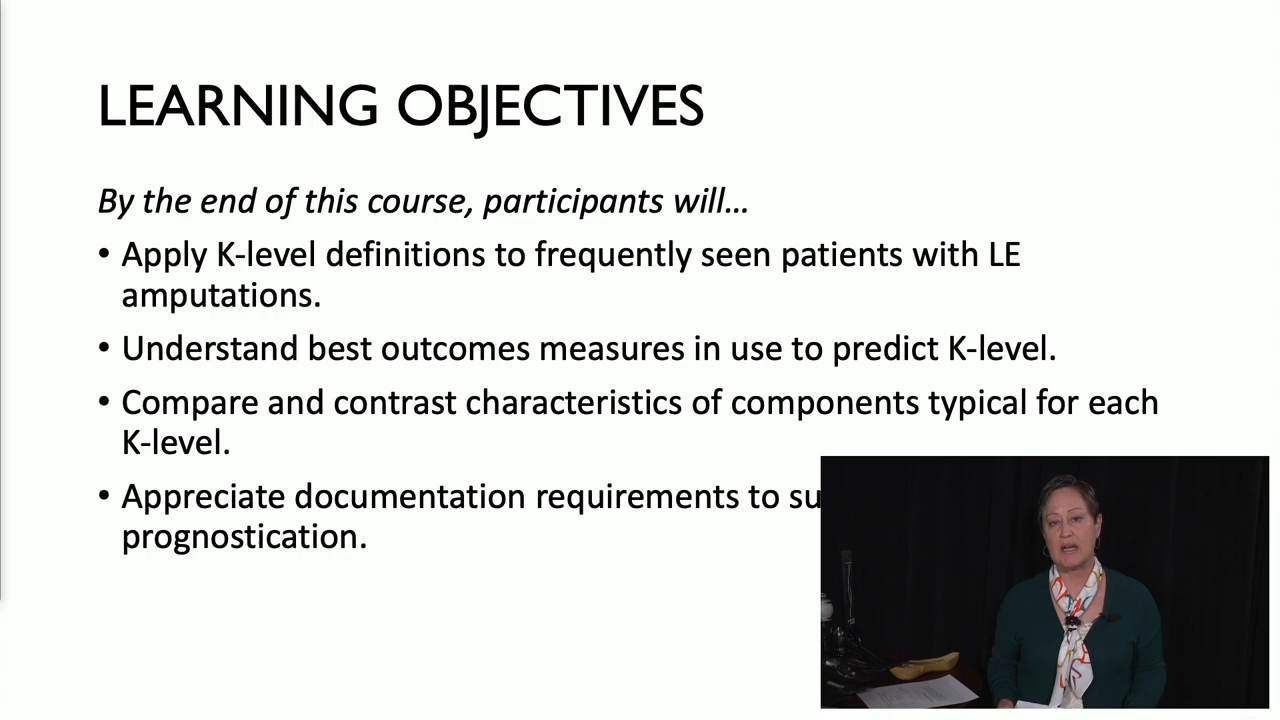 LEARNING OBJECTIVES
By the end of this course, participants will...
• Apply K-level definitions to frequently seen patients with LE
amputations.
• Understand best outcomes measures in use to predict K-level.
• Compare and contrast characteristics of components typical for each
K-level.
• Appreciate documentation requirements to su
prognostication.